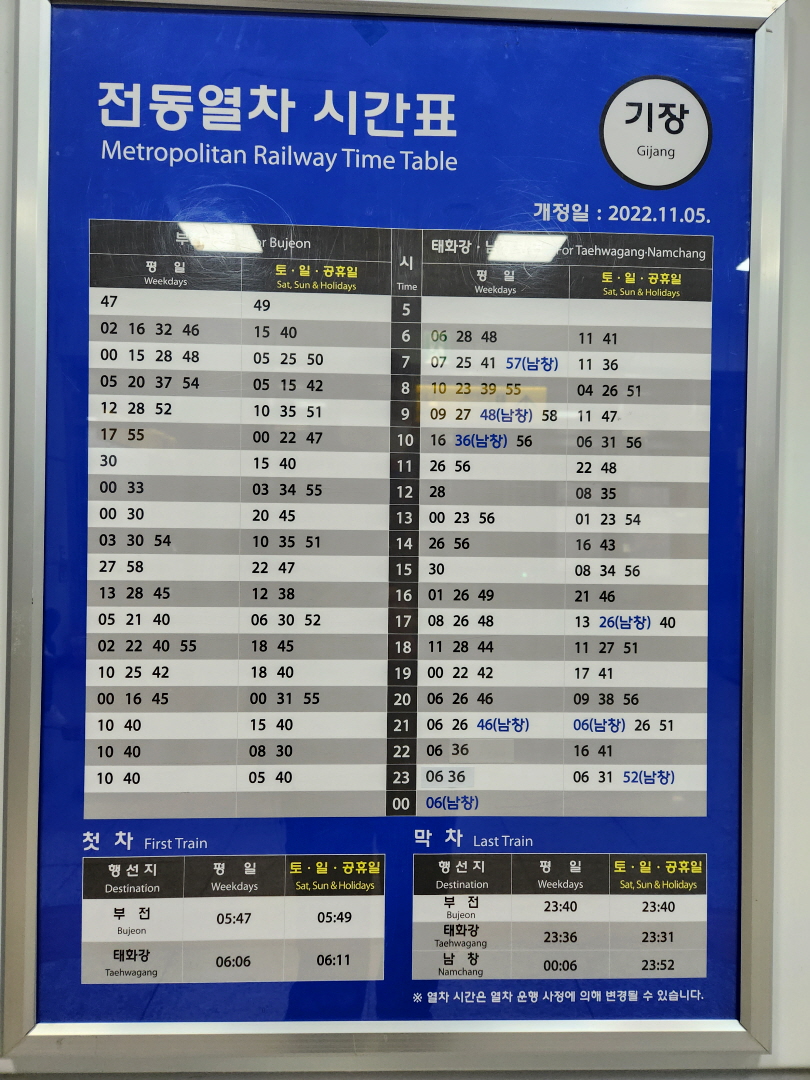 전동열차 시간표
Metropolitan Railway Time Table
기장
Gijang
개정일 : 2022.11.05.
Bujeon 시 Time 태화강 · For Taehwagang·Namchang
평 일 Weekdays 토 · 일 · 공휴일 Sat, Sun & Holidays 평 일 Weekdays 토 · 일 · 공휴일 Sat, Sun & Holidays
47 49 5
02 16 32 46 15 40 6 06 28 48 11 41
00 15 28 48 05 25 50 7 07 25 41 57(남창) 11 36
05 20 37 54 05 15 42 8 10 23 39 55 04 26 51
12 28 52 10 35 51 9 09 27 48(남창) 58 11 47
17 55 00 22 47 10 16 36(남창) 56 06 31 56
30 15 40 11 26 56 22 48
00 33 03 34 55 12 28 08 35
00 30 20 45 13 00 23 56 01 23 54
03 30 54 10 35 51 14 26 56 16 43
27 58 22 47 15 30 08 34 56
13 28 45 12 38 16 01 26 49 21 46
05 21 40 06 30 52 17 08 26 48 13 26(남창) 40
02 22 40 55 18 45 18 11 28 44 11 27 51
10 25 42 18 40 19 00 22 42 17 41
00 16 45 00 31 55 20 06 26 46 09 38 56
10 40 15 40 21 06 26 46(남창) 06(남창) 26 51
10 40 08 30 22 06 36 16 41
10 40 05 40 23 06 36 06 31 52(남창)
00 06(남창)
첫 차 First Train
행선지 Destination 평 일 Weekdays 토 · 일 · 공휴일 Sat, Sun & Holidays
부 전 Bujeon 05:47 05:49
태화강 Taehwagang 06:06 06:11
막 차 Last Train
행선지 Destination 평 일 Weekdays 토 · 일 · 공휴일 Sat, Sun & Holidays
부 전 Bujeon 23:40 23:40
태화강 Taehwagang 23:36 23:31
남 창 Namchang 00:06 23:52
※ 열차 시간은 열차 운행 사정에 의해 변경될 수 있습니다.